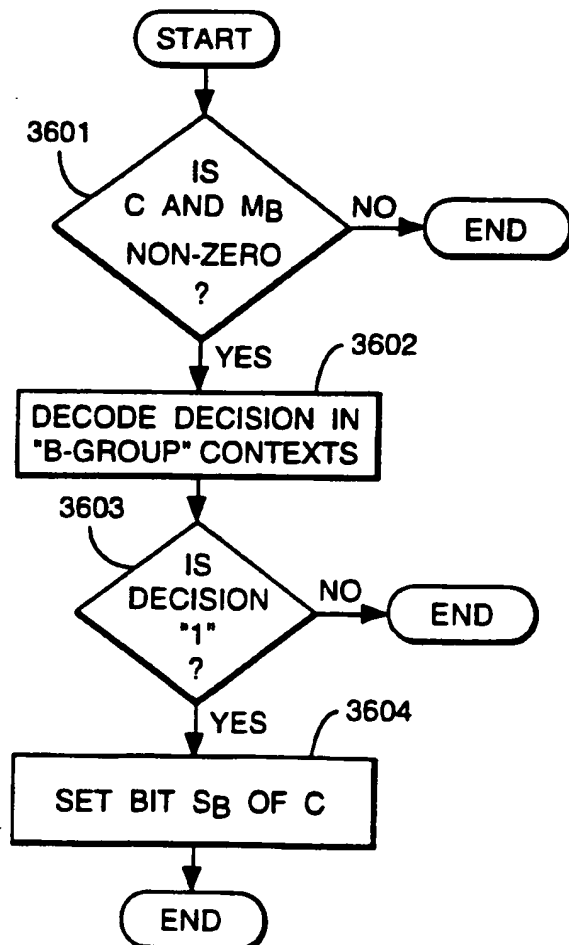 START
3601
IS
C AND MB
NON-ZERO
?
NO
END
YES
3602
DECODE DECISION IN
"B-GROUP" CONTEXTS
3603
IS
DECISION
"1"
?
NO
END
YES
3604
SET BIT SB OF C
END